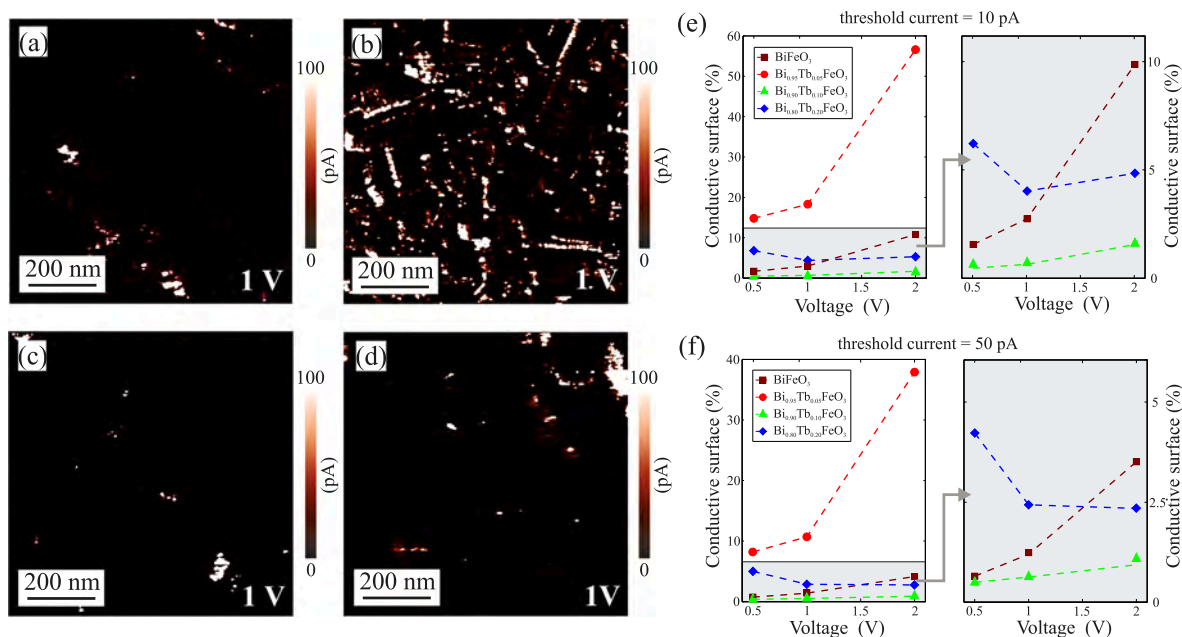 (a)
100
(pA)
0
200 nm
1 V
(b)
100
(pA)
0
200 nm
1 V
(c)
100
(pA)
0
200 nm
1 V
(d)
100
(pA)
0
200 nm
1V
(e)
threshold current = 10 pA
Conductive surface (%)
60
50
40
30
20
10
0
BiFeO₃
Bi₀.₉₅Tb₀.₀₅FeO₃
Bi₀.₉₀Tb₀.₁₀FeO₃
Bi₀.₈₀Tb₀.₂₀FeO₃
0.5 1 1.5 2
Voltage (V)
10
5
0
Conductive surface (%)
0.5 1 1.5 2
Voltage (V)
(f)
threshold current = 50 pA
Conductive surface (%)
40
30
20
10
0
BiFeO₃
Bi₀.₉₅Tb₀.₀₅FeO₃
Bi₀.₉₀Tb₀.₁₀FeO₃
Bi₀.₈₀Tb₀.₂₀FeO₃
0.5 1 1.5 2
Voltage (V)
5
2.5
0
Conductive surface (%)
0.5 1 1.5 2
Voltage (V)